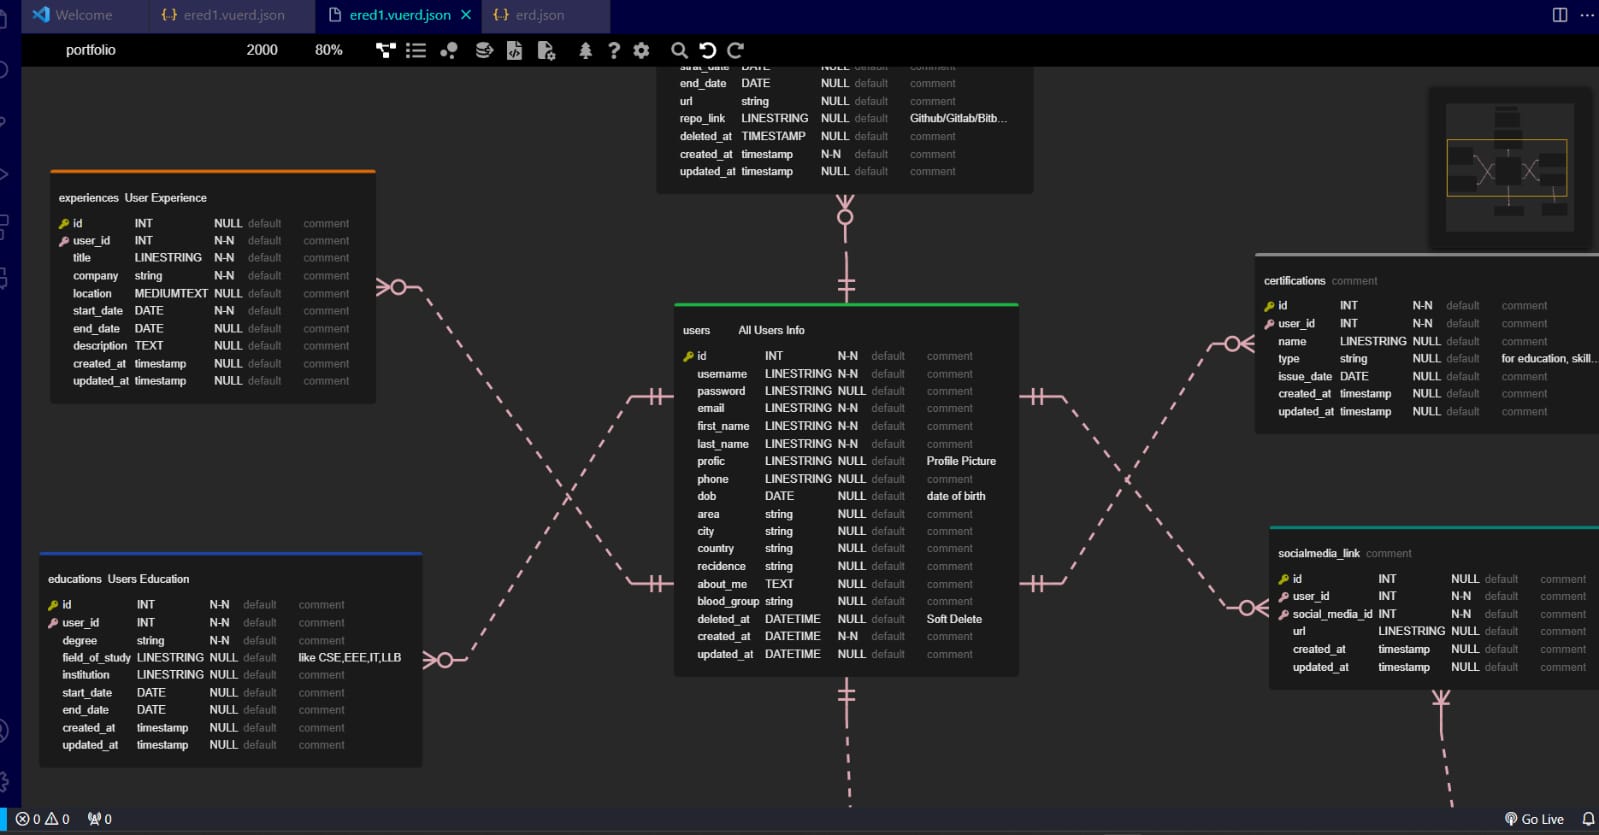 Welcome
{..} ered1.vuerd.json
ered1.vuerd.json ×
{..} erd.json
portfolio 2000 80%
strat_date DATE NULL default comment
end_date DATE NULL default comment
url string NULL default comment
repo_link LINESTRING NULL default Github/Gitlab/Bitb...
deleted_at TIMESTAMP NULL default comment
created_at timestamp N-N default comment
updated_at timestamp NULL default comment
experiences User Experience
id INT NULL default comment
user_id INT N-N default comment
title LINESTRING N-N default comment
company string N-N default comment
location MEDIUMTEXT NULL default comment
start_date DATE N-N default comment
end_date DATE NULL default comment
description TEXT NULL default comment
created_at timestamp NULL default comment
updated_at timestamp NULL default comment
users All Users Info
id INT N-N default comment
username LINESTRING N-N default comment
password LINESTRING NULL default comment
email LINESTRING N-N default comment
first_name LINESTRING N-N default comment
last_name LINESTRING N-N default comment
profic LINESTRING NULL default Profile Picture
phone LINESTRING NULL default comment
dob DATE NULL default date of birth
area string NULL default comment
city string NULL default comment
country string NULL default comment
recidence string NULL default comment
about_me TEXT NULL default comment
blood_group string NULL default comment
deleted_at DATETIME NULL default Soft Delete
created_at DATETIME N-N default comment
updated_at DATETIME NULL default comment
certifications comment
id INT N-N default comment
user_id INT N-N default comment
name LINESTRING NULL default comment
type string NULL default for education, skill...
issue_date DATE NULL default comment
created_at timestamp NULL default comment
updated_at timestamp NULL default comment
educations Users Education
id INT N-N default comment
user_id INT N-N default comment
degree string N-N default comment
field_of_study LINESTRING NULL default like CSE,EEE,IT,LLB
institution LINESTRING NULL default comment
start_date DATE NULL default comment
end_date DATE NULL default comment
created_at timestamp NULL default comment
updated_at timestamp NULL default comment
socialmedia_link comment
id INT NULL default comment
user_id INT N-N default comment
social_media_id INT N-N default comment
url LINESTRING NULL default comment
created_at timestamp NULL default comment
updated_at timestamp NULL default comment
0 0 0 Go Live